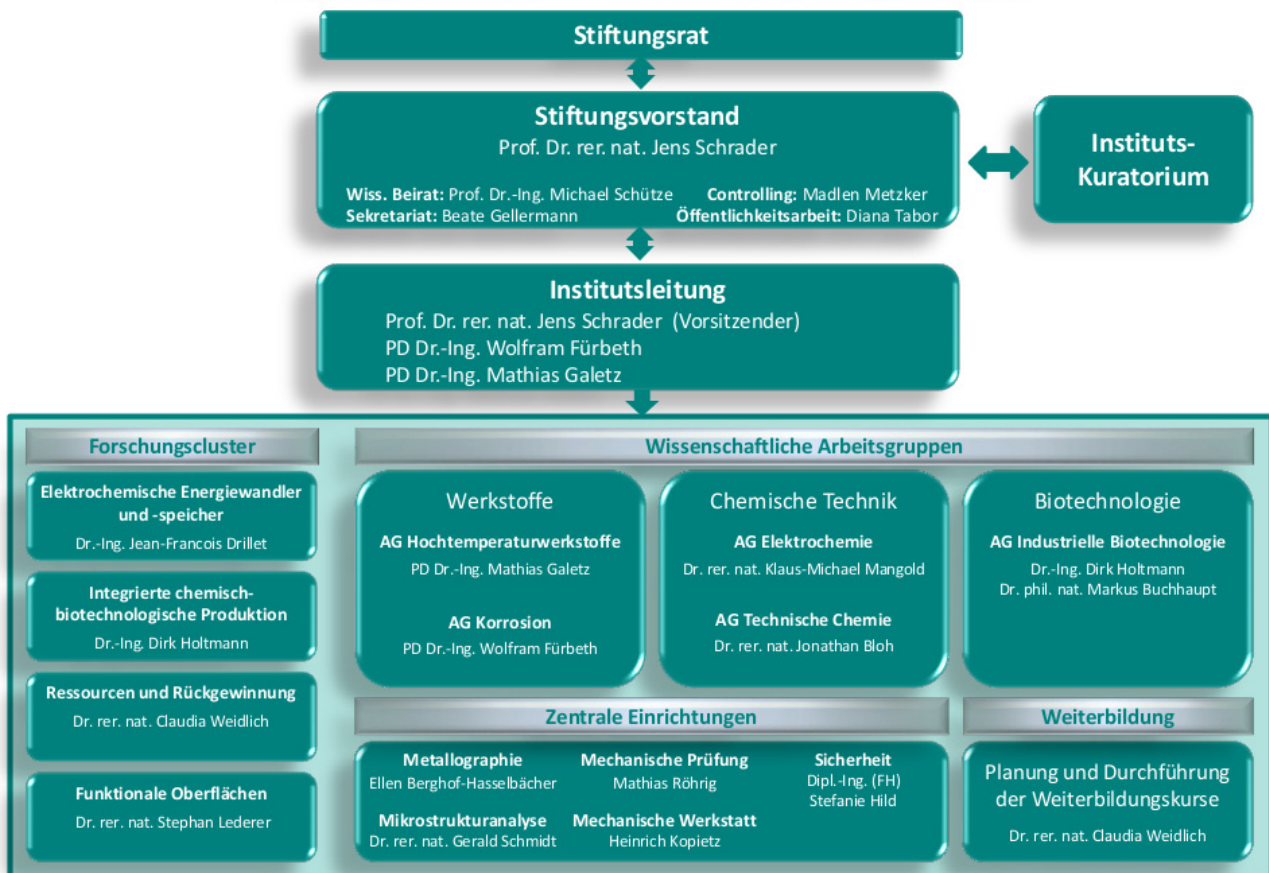 Stiftungsrat
Stiftungsvorstand
Prof. Dr. rer. nat. Jens Schrader
Wiss. Beirat: Prof. Dr.-Ing. Michael Schütze Controlling: Madlen Metzker
Sekretariat: Beate Gellermann Öffentlichkeitsarbeit: Diana Tabor
Instituts-
Kuratorium
Institutsleitung
Prof. Dr. rer. nat. Jens Schrader (Vorsitzender)
PD Dr.-Ing. Wolfram Fürbeth
PD Dr.-Ing. Mathias Galetz
Forschungscluster
Elektrochemische Energiewandler
und -speicher
Dr.-Ing. Jean-Francois Drillet
Integrierte chemisch-
biotechnologische Produktion
Dr.-Ing. Dirk Holtmann
Ressourcen und Rückgewinnung
Dr. rer. nat. Claudia Weidlich
Funktionale Oberflächen
Dr. rer. nat. Stephan Lederer
Wissenschaftliche Arbeitsgruppen
Werkstoffe
AG Hochtemperaturwerkstoffe
PD Dr.-Ing. Mathias Galetz
AG Korrosion
PD Dr.-Ing. Wolfram Fürbeth
Chemische Technik
AG Elektrochemie
Dr. rer. nat. Klaus-Michael Mangold
AG Technische Chemie
Dr. rer. nat. Jonathan Bloh
Biotechnologie
AG Industrielle Biotechnologie
Dr.-Ing. Dirk Holtmann
Dr. phil. nat. Markus Buchhaupt
Zentrale Einrichtungen
Metallographie
Ellen Berghof-Hasselbächer
Mikrostrukturanalyse
Dr. rer. nat. Gerald Schmidt
Mechanische Prüfung
Mathias Röhrig
Mechanische Werkstatt
Heinrich Kopietz
Sicherheit
Dipl.-Ing. (FH)
Stefanie Hild
Weiterbildung
Planung und Durchführung
der Weiterbildungskurse
Dr. rer. nat. Claudia Weidlich